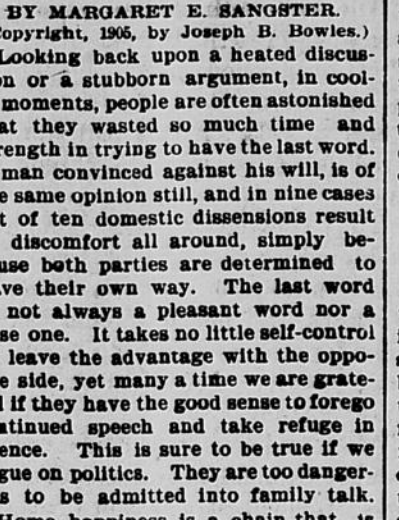 BY MARGARET E. SANGSTER.
opyright, 1905, by Joseph B. Bowles.)
Looking back upon a heated discus-
on or a stubborn argument, in cool-
moments, people are often astonished
at they wasted so much time and
rength in trying to have the last word.
man convinced against his will, is of
e same opinion still, and in nine cases
t of ten domestic dissensions result
discomfort all around, simply be-
use both parties are determined to
ve their own way. The last word
not always a pleasant word nor a
se one. It takes no little self-control
leave the advantage with the oppo-
e side, yet many a time we are grate-
l if they have the good sense to forego
ntinued speech and take refuge in
ence. This is sure to be true if we
gue on politics. They are too danger-
s to be admitted into family talk.
Home happiness is a chain that is